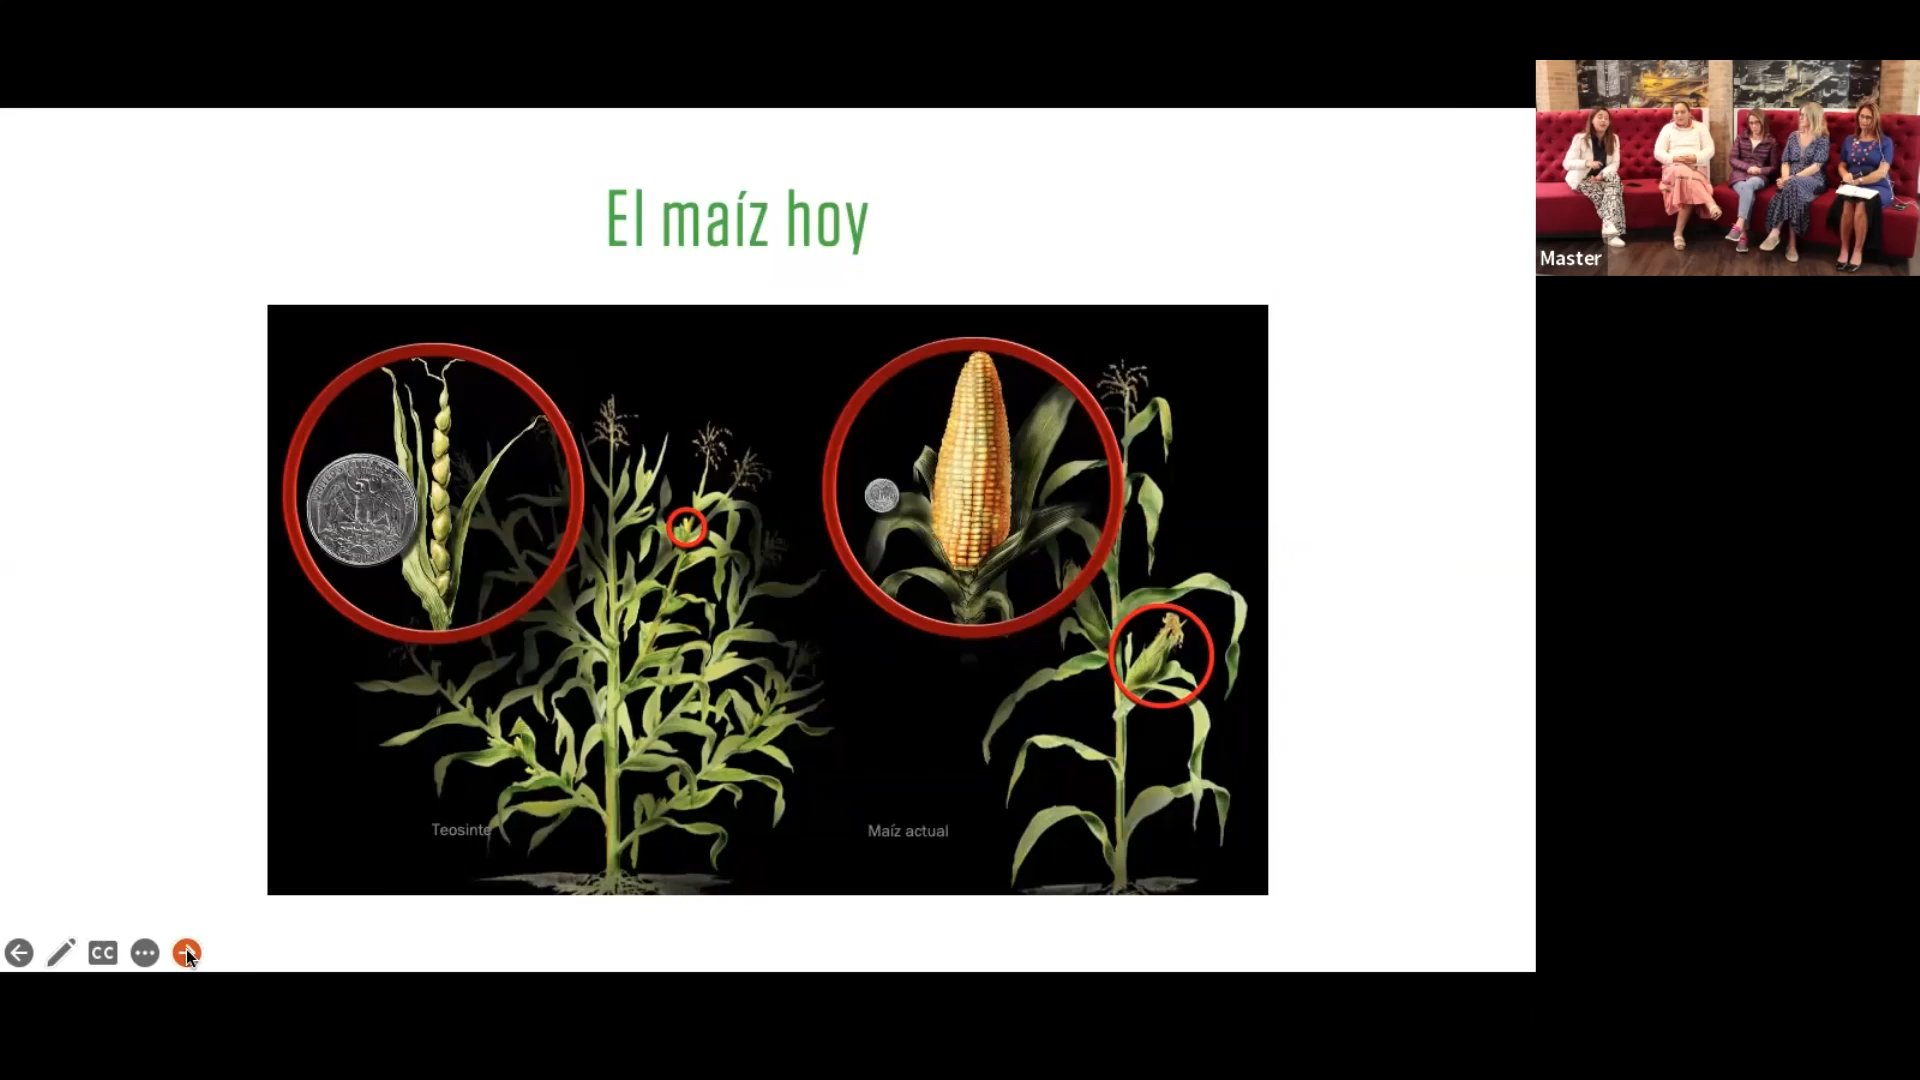 El maíz hoy
Teosinte
Maíz actual
CC
Master